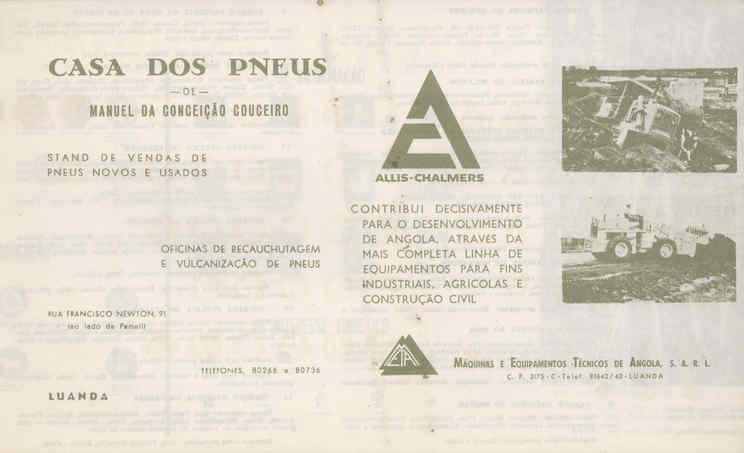 CASA DOS PNEUS
— DE —
MANUEL DA CONCEIÇÃO COUCEIRO
STAND DE VENDAS DE
PNEUS NOVOS E USADOS
OFICINAS DE RECAUCHUTAGEM
E VULCANIZAÇÃO DE PNEUS
RUA FRANCISCO NEWTON, 91
(ao lado da Pamell)
TELEFONES, 80266 e 80736
LUANDA
ALLIS-CHALMERS
CONTRIBUI DECISIVAMENTE
PARA O DESENVOLVIMENTO
DE ANGOLA, ATRAVES DA
MAIS COMPLETA LINHA DE
EQUIPAMENTOS PARA FINS
INDUSTRIAIS, AGRICOLAS E
CONSTRUÇÃO CIVIL
MÁQUINAS E EQUIPAMENTOS TÉCNICOS DE ANGOLA, S. A. R. L.
C. P. 3175 - C - Telef. 81642/43 - LUANDA